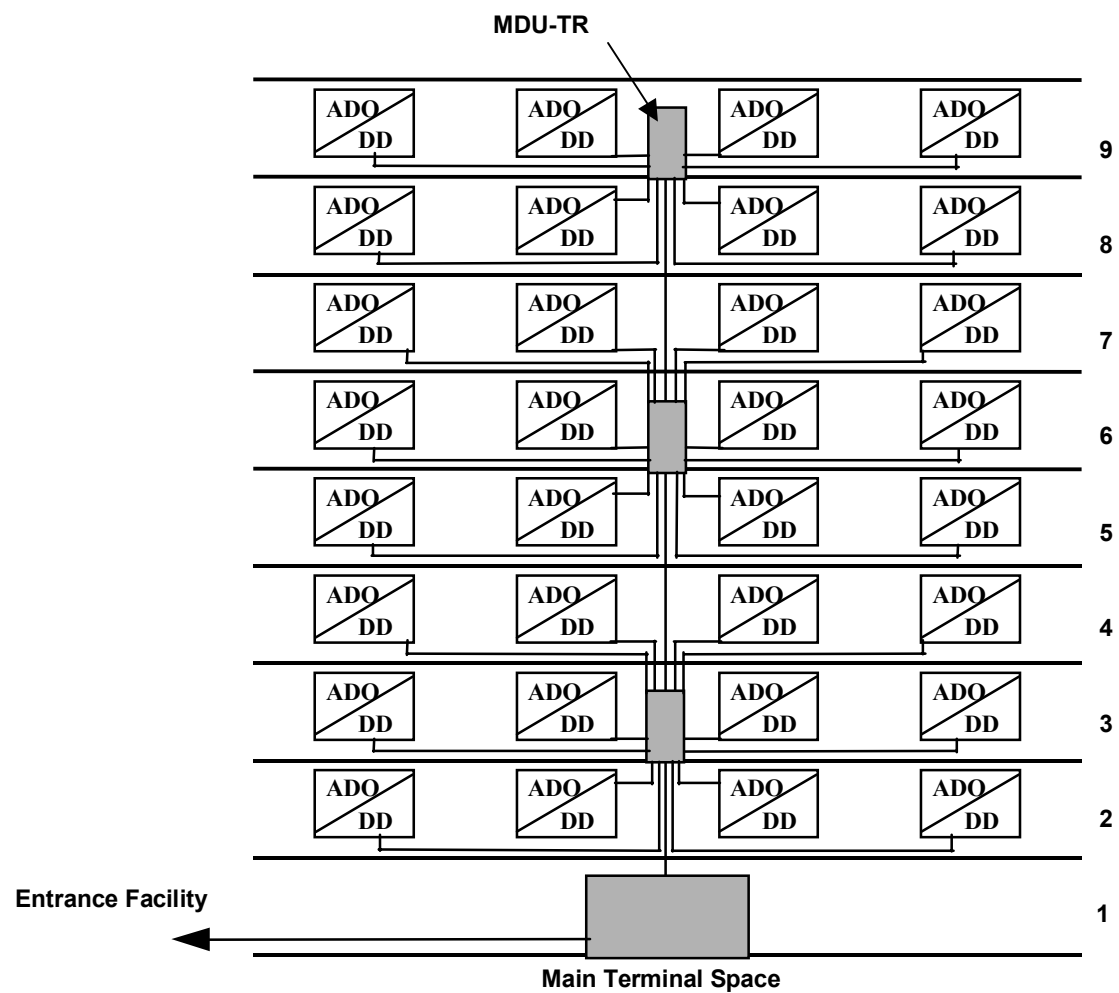 MDU-TR
ADO ADO ADO ADO
DD DD DD DD
9
ADO ADO ADO ADO
DD DD DD DD
8
ADO ADO ADO ADO
DD DD DD DD
7
ADO ADO ADO ADO
DD DD DD DD
6
ADO ADO ADO ADO
DD DD DD DD
5
ADO ADO ADO ADO
DD DD DD DD
4
ADO ADO ADO ADO
DD DD DD DD
3
ADO ADO ADO ADO
DD DD DD DD
2
Entrance Facility
1
Main Terminal Space